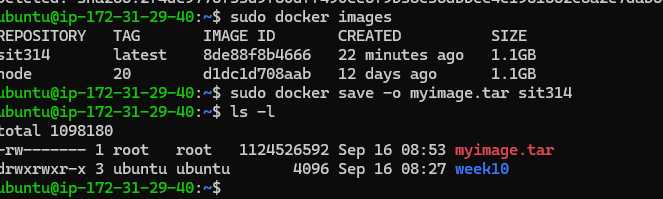 ubuntu@ip-172-31-29-40:~$ sudo docker images
REPOSITORY TAG IMAGE ID CREATED SIZE
sit314 latest 8de88f8b4666 22 minutes ago 1.1GB
node 20 d1dc1d708aab 12 days ago 1.1GB
ubuntu@ip-172-31-29-40:~$ sudo docker save -o myimage.tar sit314
ubuntu@ip-172-31-29-40:~$ ls -l
total 1098180
-rw------- 1 root root 1124526592 Sep 16 08:53 myimage.tar
drwxrwxr-x 3 ubuntu ubuntu 4096 Sep 16 08:27 week10
ubuntu@ip-172-31-29-40:~$